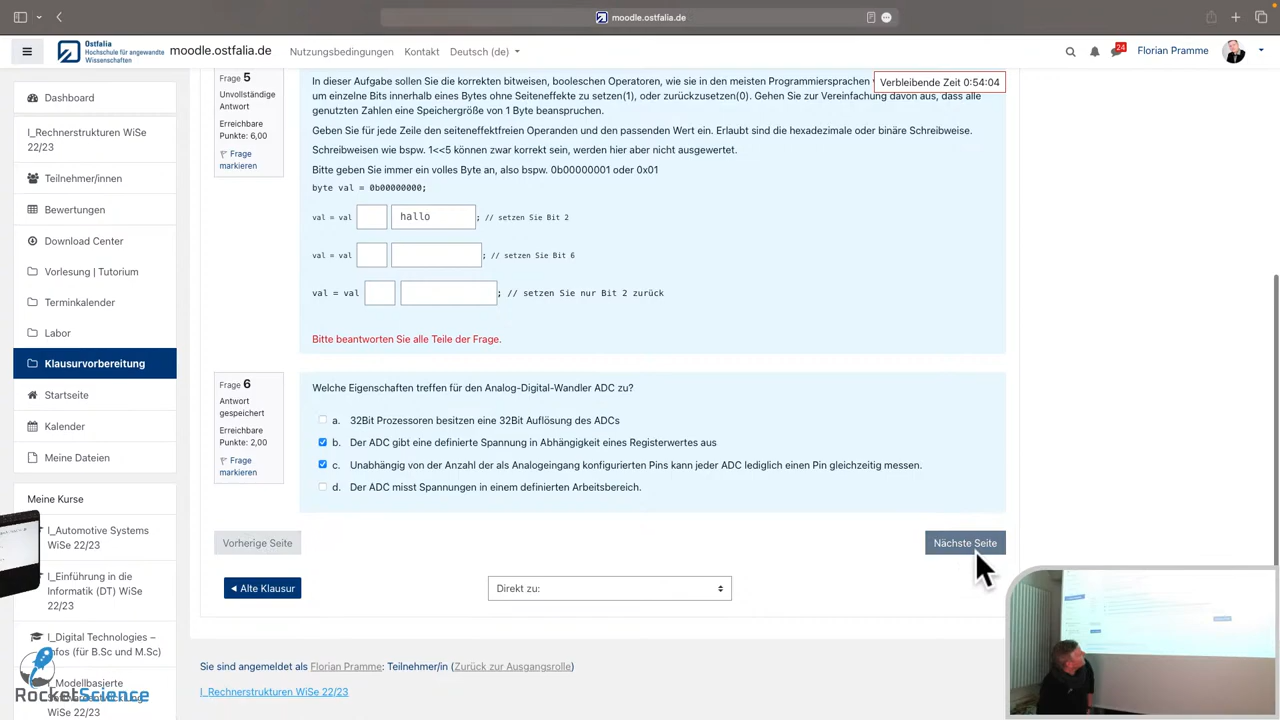 moodle.ostfalia.de
Ostfalia
Hochschule für angewandte
Wissenschaften
moodle.ostfalia.de
Nutzungsbedingungen
Kontakt
Deutsch (de)
24
Florian Pramme
Dashboard
I_Rechnerstrukturen WiSe
22/23
Teilnehmer/innen
Bewertungen
Download Center
Vorlesung | Tutorium
Terminkalender
Labor
Klausurvorbereitung
Startseite
Kalender
Meine Dateien
Meine Kurse
I_Automotive Systems
WiSe 22/23
I_Einführung in die
Informatik (DT) WiSe
22/23
I_Digital Technologies –
Infos (für B.Sc und M.Sc)
I_Modellbasierte
WiSe 22/23
RocketScience
Frage 5
Unvollständige
Antwort
Erreichbare
Punkte: 6,00
Frage
markieren
Verbleibende Zeit 0:54:04
In dieser Aufgabe sollen Sie die korrekten bitweisen, booleschen Operatoren, wie sie in den meisten Programmiersprachen
um einzelne Bits innerhalb eines Bytes ohne Seiteneffekte zu setzen(1), oder zurückzusetzen(0). Gehen Sie zur Vereinfachung davon aus, dass alle
genutzten Zahlen eine Speichergröße von 1 Byte beanspruchen.
Geben Sie für jede Zeile den seiteneffektfreien Operanden und den passenden Wert ein. Erlaubt sind die hexadezimale oder binäre Schreibweise.
Schreibweisen wie bspw. 1<<5 können zwar korrekt sein, werden hier aber nicht ausgewertet.
Bitte geben Sie immer ein volles Byte an, also bspw. 0b00000001 oder 0x01
byte val = 0b00000000;
val = val hallo ; // setzen Sie Bit 2
val = val ; // setzen Sie Bit 6
val = val ; // setzen Sie nur Bit 2 zurück
Bitte beantworten Sie alle Teile der Frage.
Frage 6
Antwort
gespeichert
Erreichbare
Punkte: 2,00
Frage
markieren
Welche Eigenschaften treffen für den Analog-Digital-Wandler ADC zu?
a. 32Bit Prozessoren besitzen eine 32Bit Auflösung des ADCs
b. Der ADC gibt eine definierte Spannung in Abhängigkeit eines Registerwertes aus
c. Unabhängig von der Anzahl der als Analogeingang konfigurierten Pins kann jeder ADC lediglich einen Pin gleichzeitig messen.
d. Der ADC misst Spannungen in einem definierten Arbeitsbereich.
Vorherige Seite
Nächste Seite
Alte Klausur
Direkt zu:
Sie sind angemeldet als Florian Pramme: Teilnehmer/in (Zurück zur Ausgangsrolle)
I_Rechnerstrukturen WiSe 22/23